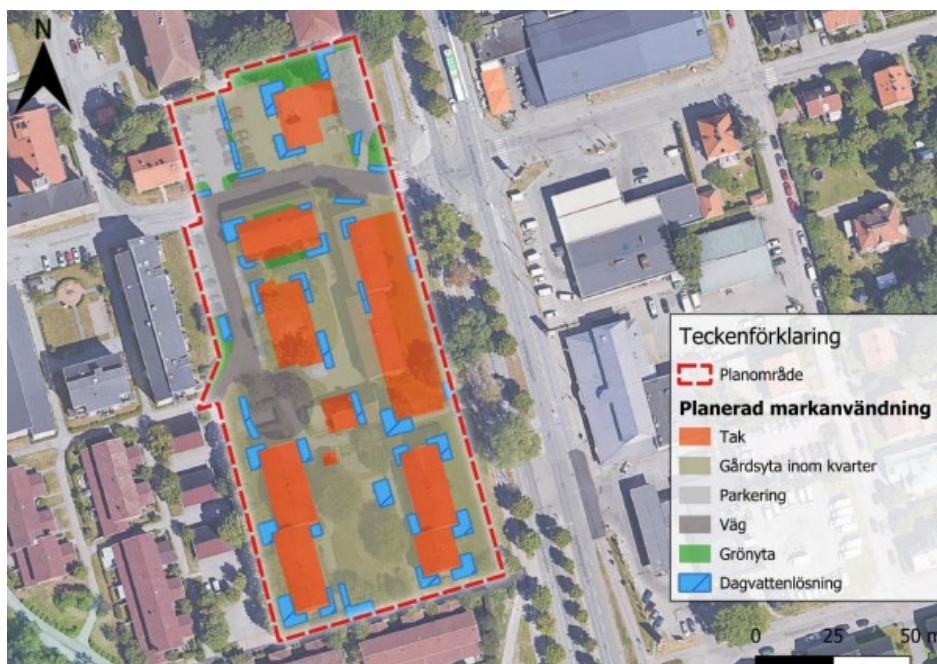 N
Teckenförklaring
Planområde
Planerad markanvändning
Tak
Gårdsyta inom kvarter
Parkering
Väg
Grönyta
Dagvattenlösning
0 25 50 m